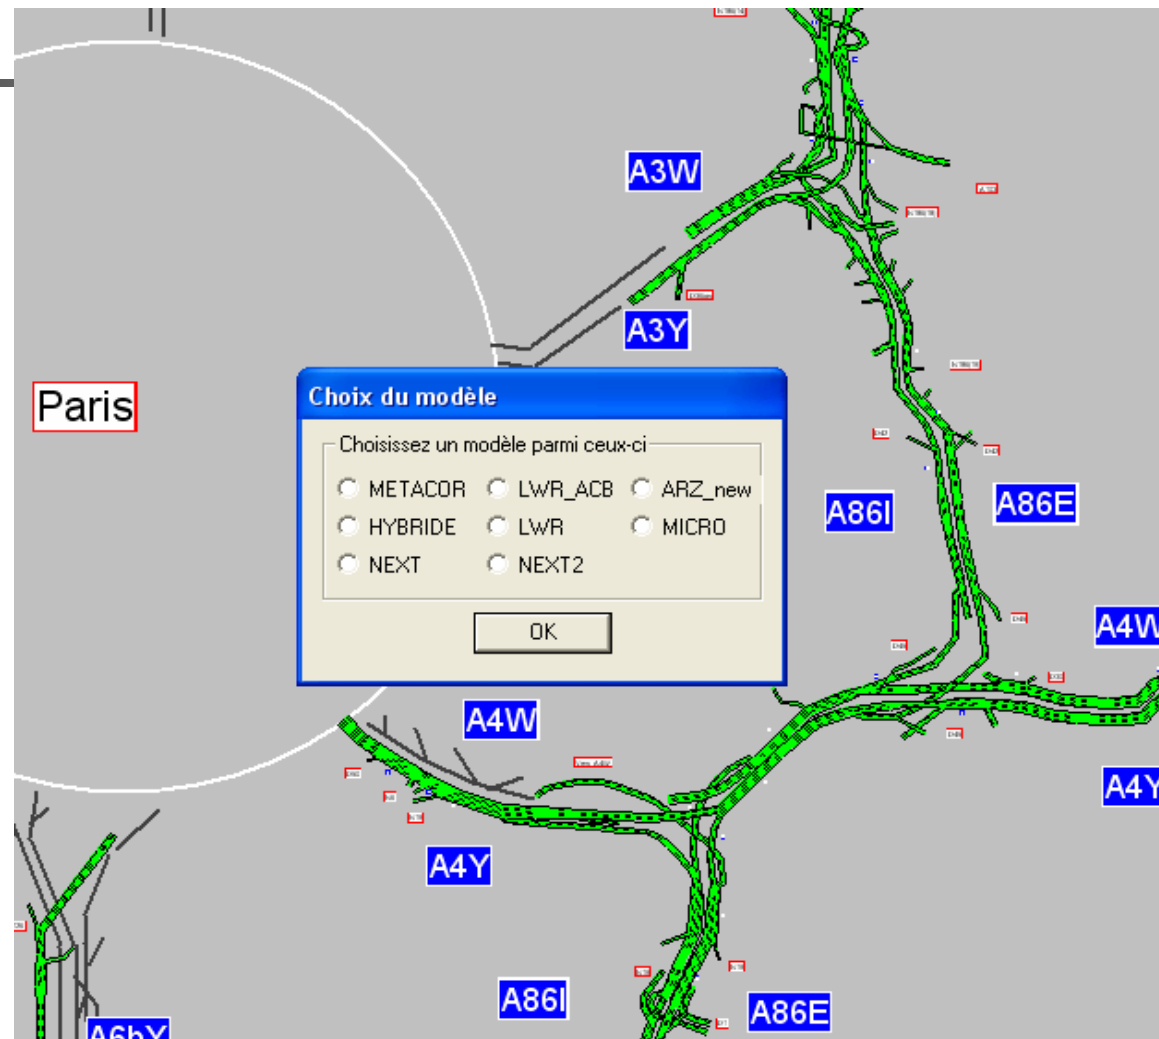 A3W
A3Y
Paris
Choix du modèle
Choisissez un modèle parmi ceux-ci
METACOR LWR_ACB ARZ_new
HYBRIDE LWR MICRO
NEXT NEXT2
OK
A86I
A86E
A4W
A4W
A4Y
A4Y
A86I
A86E
A6bY